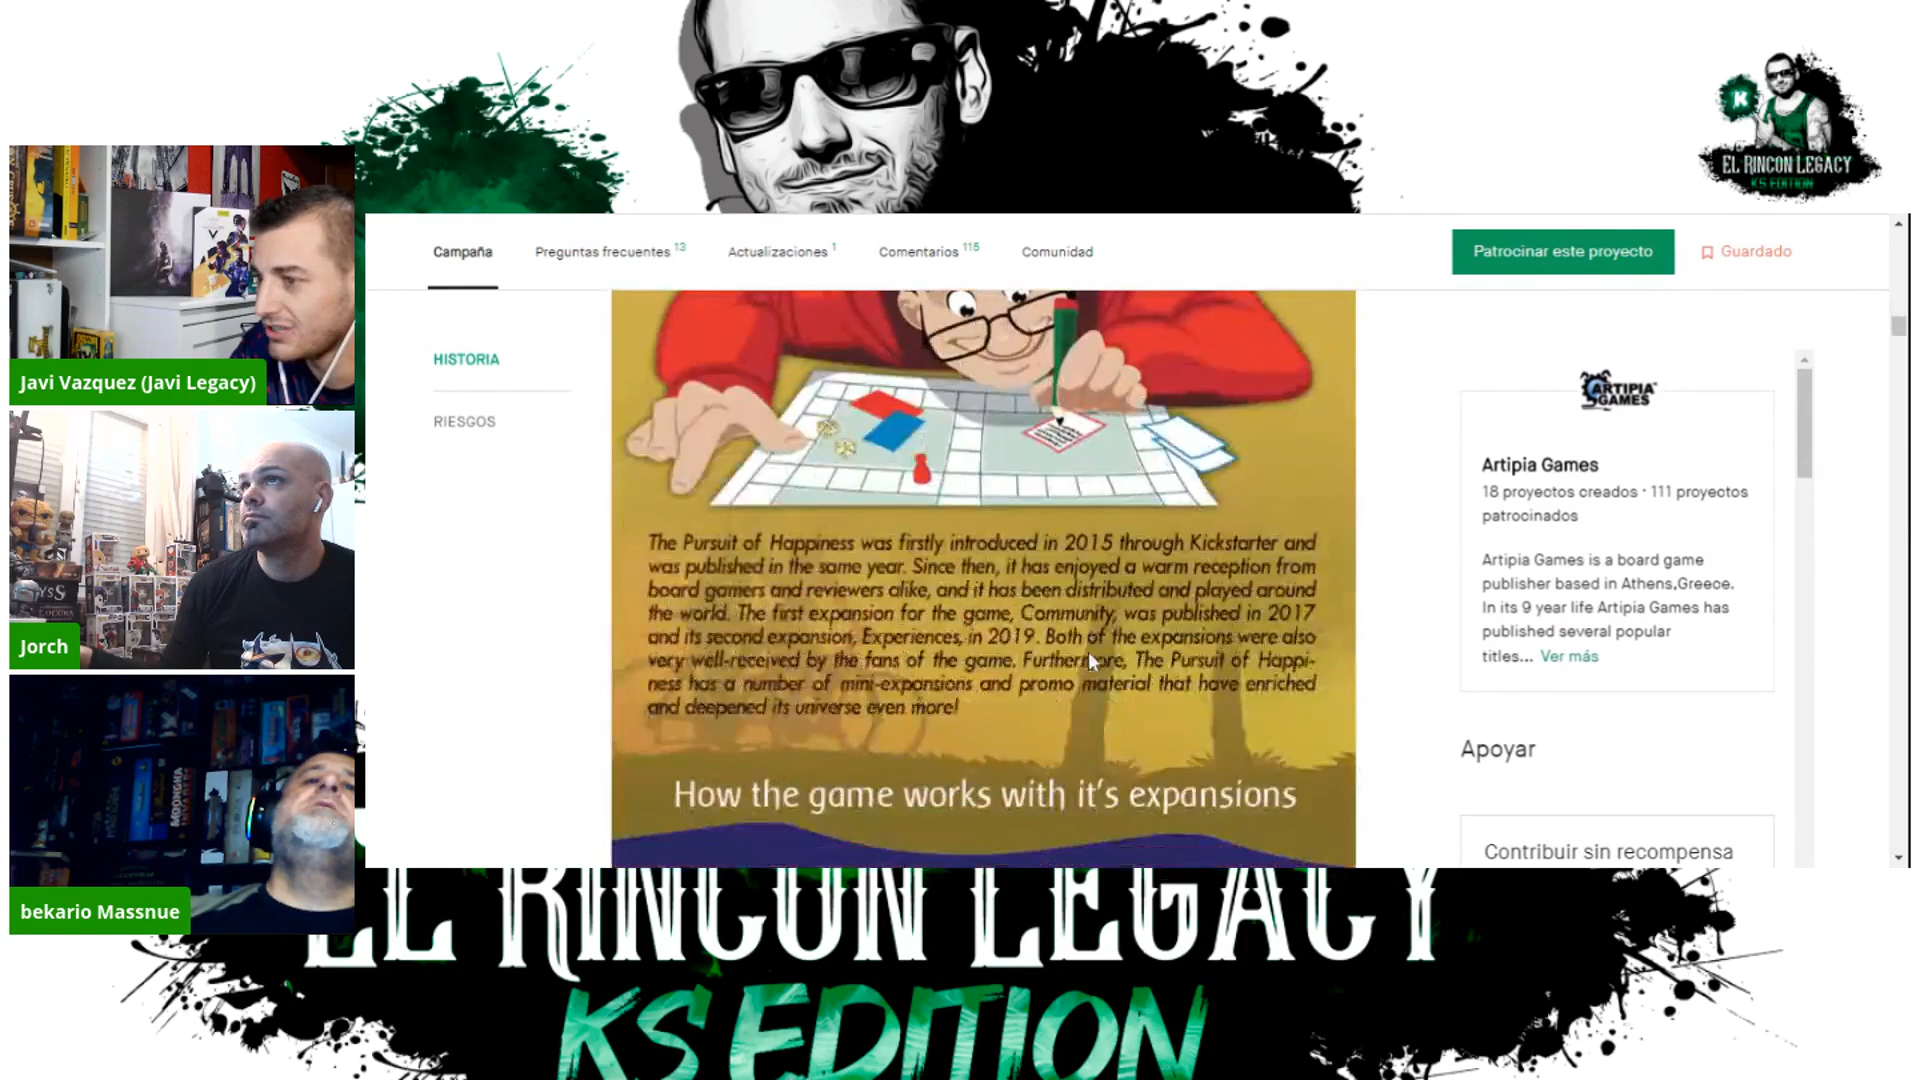 EL RINCON LEGACY
KS EDITION
Campaña
Preguntas frecuentes 13
Actualizaciones 1
Comentarios 115
Comunidad
Patrocinar este proyecto
Guardado
Javi Vazquez (Javi Legacy)
HISTORIA
RIESGOS
ARTIPIA
GAMES
Artipia Games
18 proyectos creados · 111 proyectos
patrocinados
Artipia Games is a board game
publisher based in Athens,Greece.
In its 9 year life Artipia Games has
published several popular
titles... Ver más
The Pursuit of Happiness was firstly introduced in 2015 through Kickstarter and
was published in the same year. Since then, it has enjoyed a warm reception from
board gamers and reviewers alike, and it has been distributed and played around
the world. The first expansion for the game, Community, was published in 2017
and its second expansion, Experiences, in 2019. Both of the expansions were also
very well-received by the fans of the game. Furthermore, The Pursuit of Happi-
ness has a number of mini-expansions and promo material that have enriched
and deepened its universe even more!
How the game works with it's expansions
Apoyar
Contribuir sin recompensa
Jorch
MOONGHA
INVADERS
bekario Massnue
EL RINCON LEGACY
KS EDITION